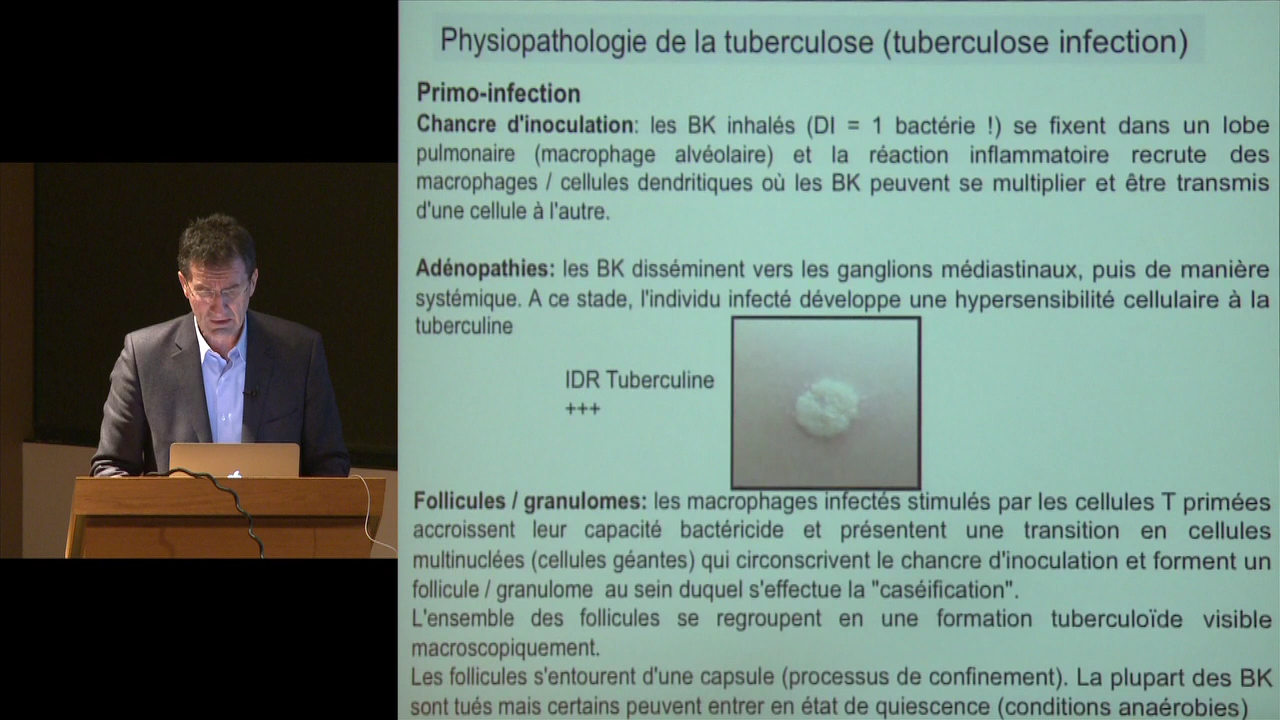 Physiopathologie de la tuberculose (tuberculose infection)
Primo-infection
Chancre d'inoculation: les BK inhalés (DI = 1 bactérie !) se fixent dans un lobe
pulmonaire (macrophage alvéolaire) et la réaction inflammatoire recrute des
macrophages / cellules dendritiques où les BK peuvent se multiplier et être transmis
d'une cellule à l'autre.
Adénopathies: les BK disséminent vers les ganglions médiastinaux, puis de manière
systémique. A ce stade, l'individu infecté développe une hypersensibilité cellulaire à la
tuberculine
IDR Tuberculine
+++
Follicules / granulomes: les macrophages infectés stimulés par les cellules T primées
accroissent leur capacité bactéricide et présentent une transition en cellules
multinuclées (cellules géantes) qui circonscrivent le chancre d'inoculation et forment un
follicule / granulome au sein duquel s'effectue la "caséification".
L'ensemble des follicules se regroupent en une formation tuberculoïde visible
macroscopiquement.
Les follicules s'entourent d'une capsule (processus de confinement). La plupart des BK
sont tués mais certains peuvent entrer en état de quiescence (conditions anaérobies)